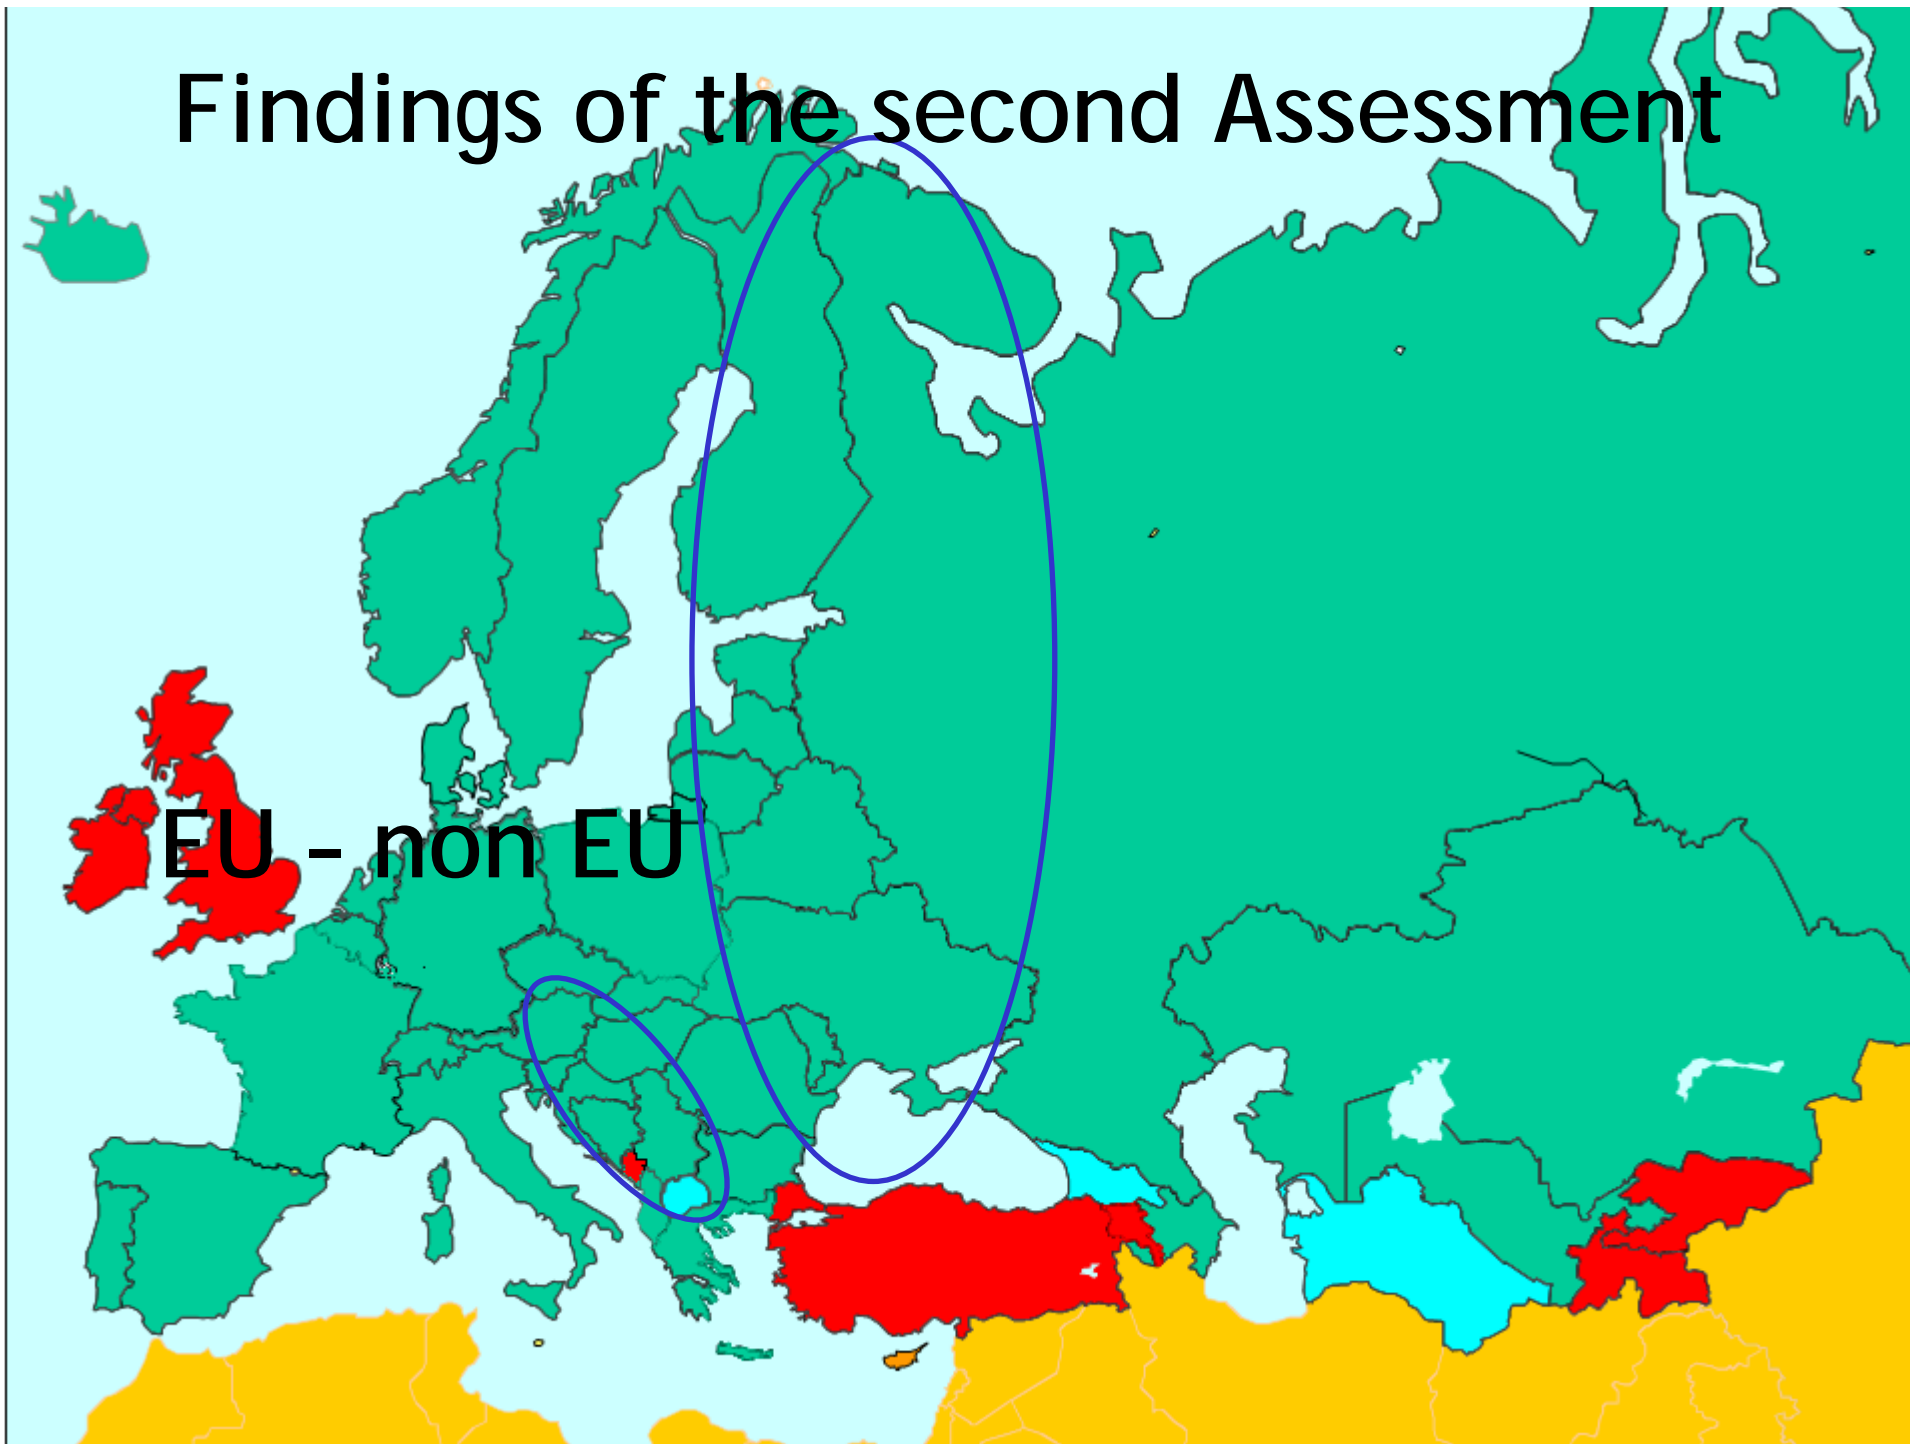 Findings of the second Assessment
EU - non EU